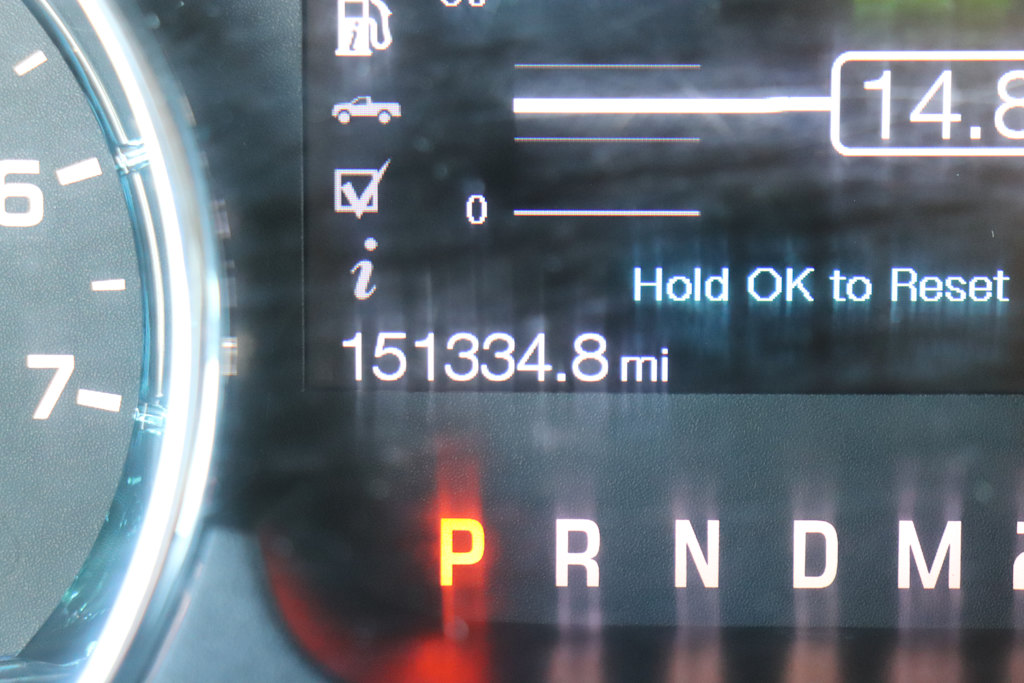 14.8
6
0
Hold OK to Reset
151334.8 mi
7
P R N D M